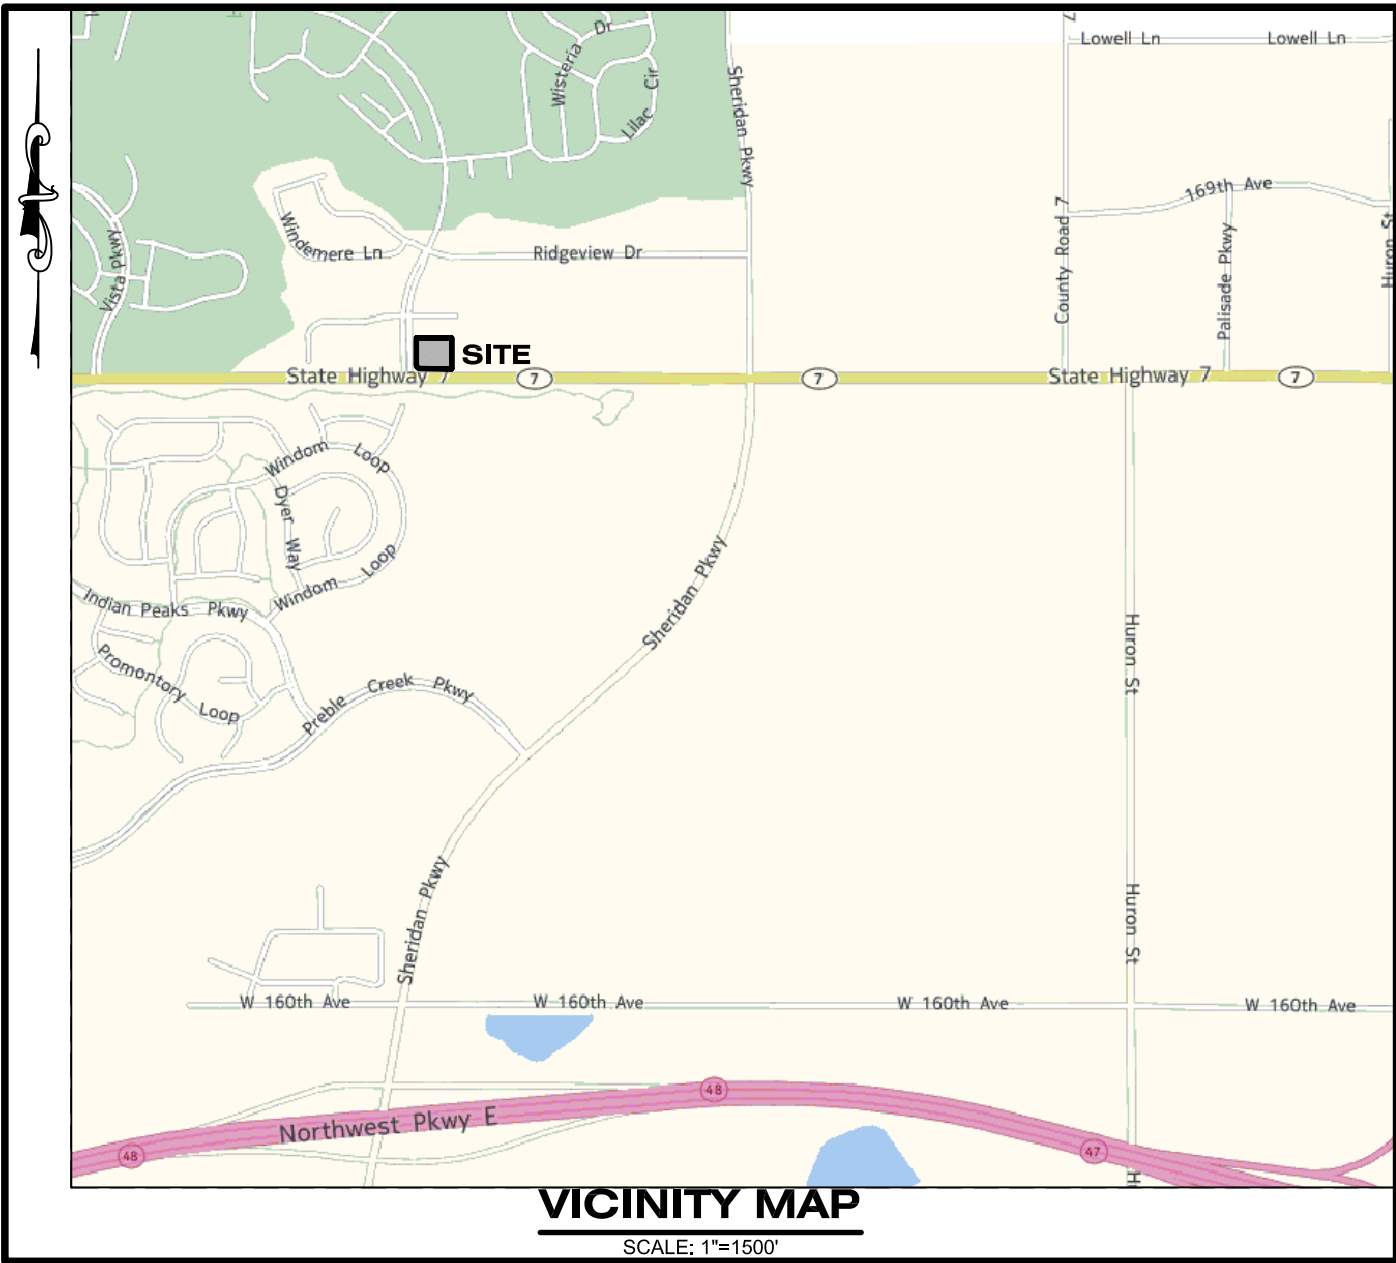 Lowell Ln
Lowell Ln
7
Wisteria
Dr
Lilac
Cir
Sheridan Pkwy
169th Ave
County Road 7
Palisade Pkwy
Huron St
Windemere Ln
Ridgeview Dr
Vista Pkwy
SITE
State Highway 7
7
7
State Highway 7
7
Windom Loop
Dyer Way
Windom Loop
Indian Peaks Pkwy
Promontory Loop
Preble Creek Pkwy
Sheridan Pkwy
Huron St
Sheridan Pkwy
Huron St
W 160th Ave
W 160th Ave
W 160th Ave
W 160th Ave
48
Northwest Pkwy E
48
47
VICINITY MAP
SCALE: 1"=1500'